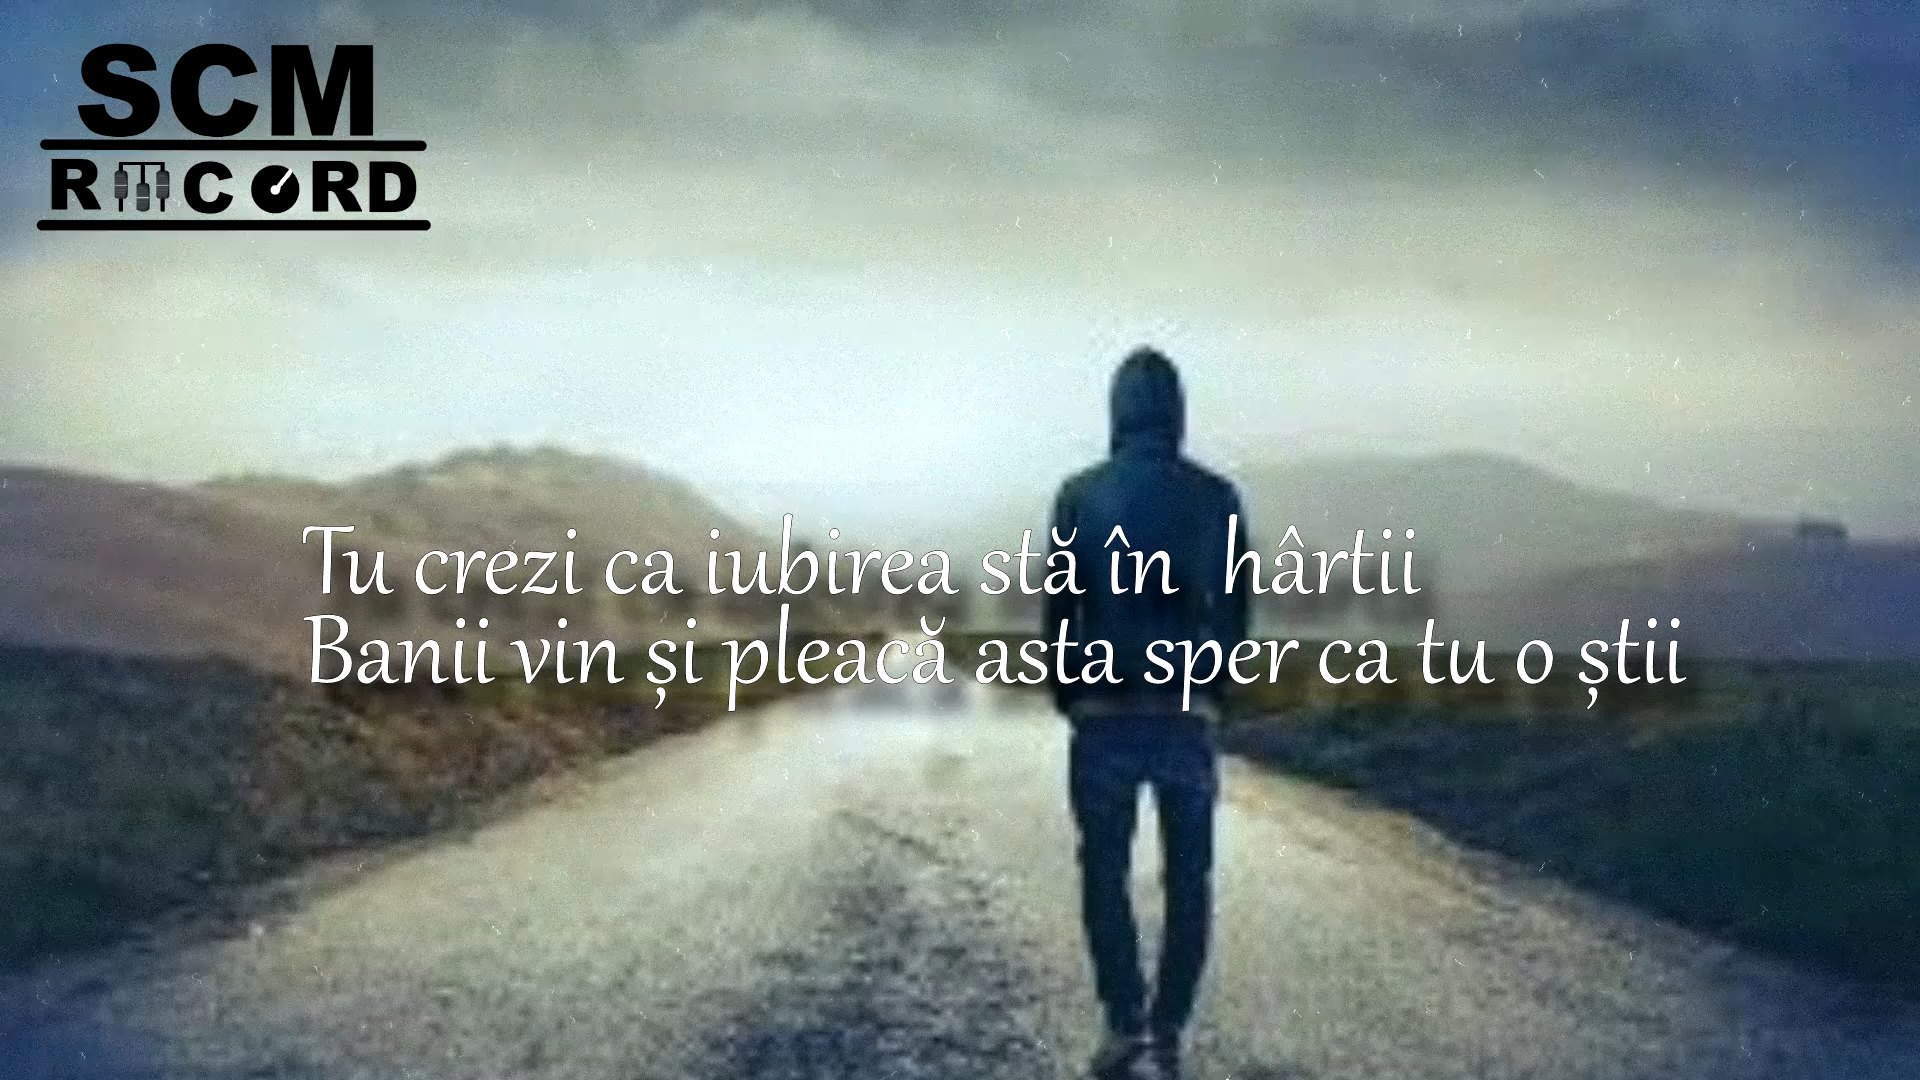 SCM
RECORD
Tu crezi ca iubirea stă în hârtii
Banii vin și pleacă asta sper ca tu o știi